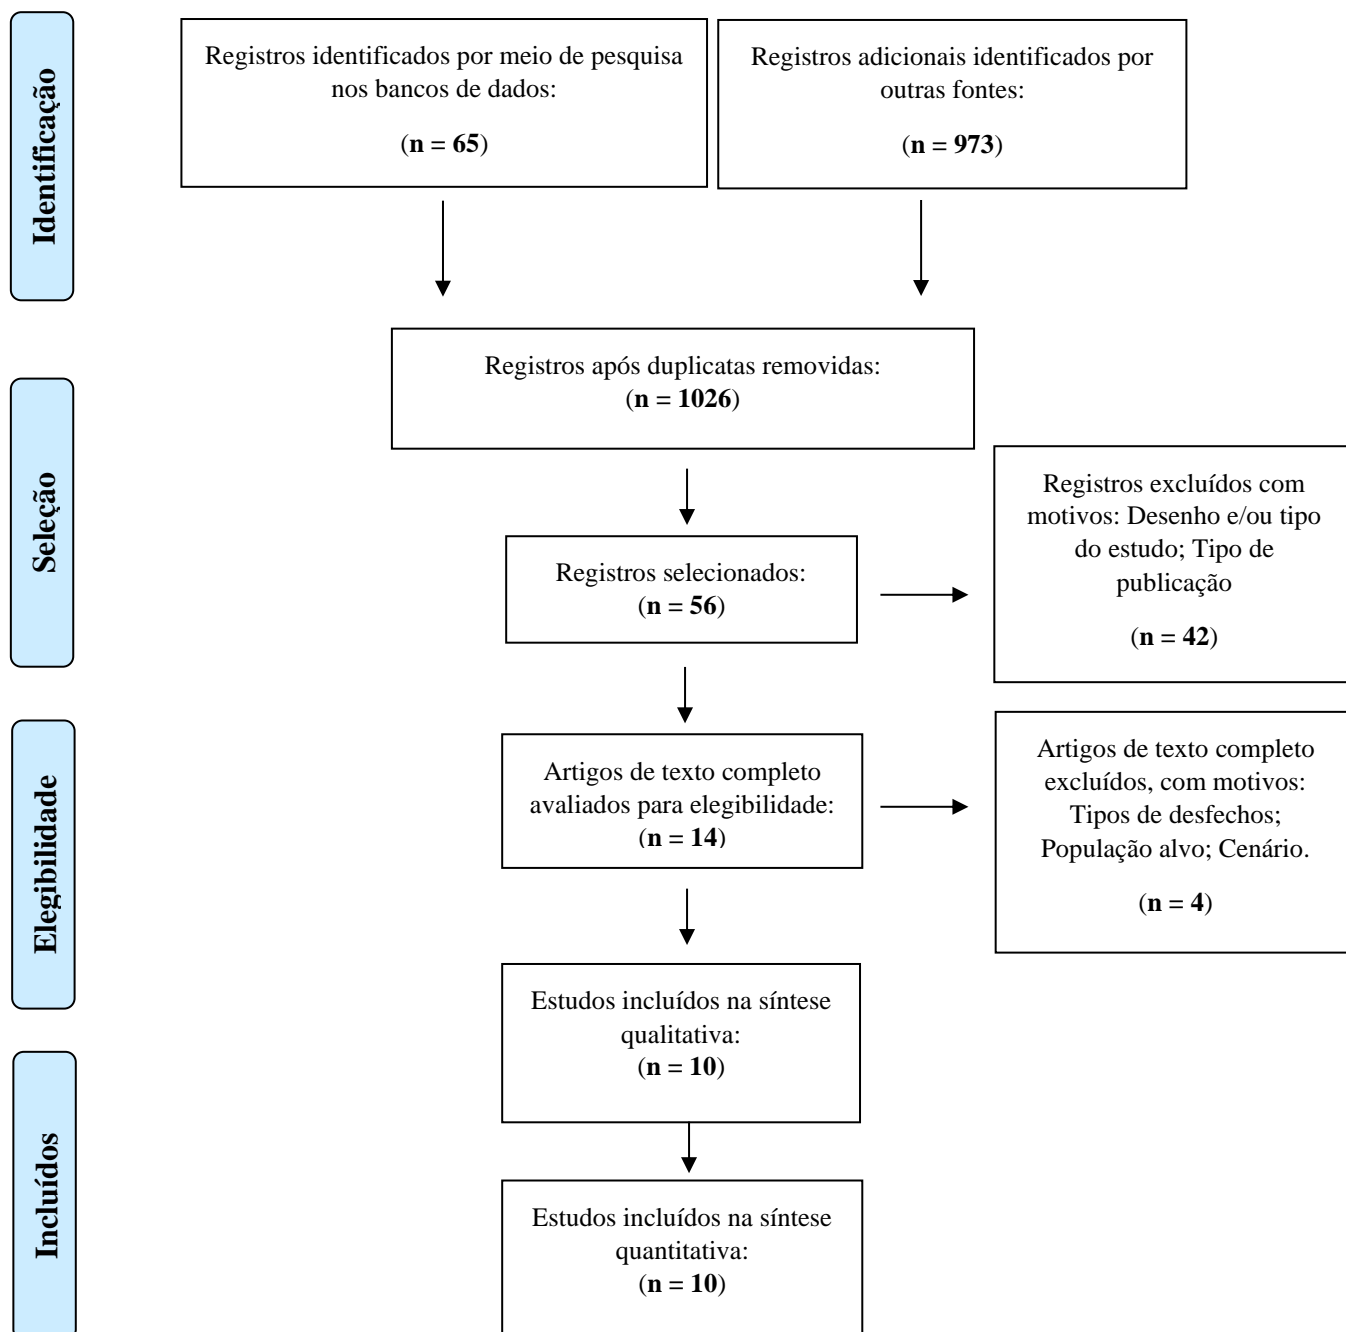 Identificação
Registros identificados por meio de pesquisa
nos bancos de dados:
(n = 65)
Registros adicionais identificados por
outras fontes:
(n = 973)
Seleção
Registros após duplicatas removidas:
(n = 1026)
Registros selecionados:
(n = 56)
Registros excluídos com
motivos: Desenho e/ou tipo
do estudo; Tipo de
publicação
(n = 42)
Elegibilidade
Artigos de texto completo
avaliados para elegibilidade:
(n = 14)
Artigos de texto completo
excluídos, com motivos:
Tipos de desfechos;
População alvo; Cenário.
(n = 4)
Estudos incluídos na síntese
qualitativa:
(n = 10)
Incluídos
Estudos incluídos na síntese
quantitativa:
(n = 10)